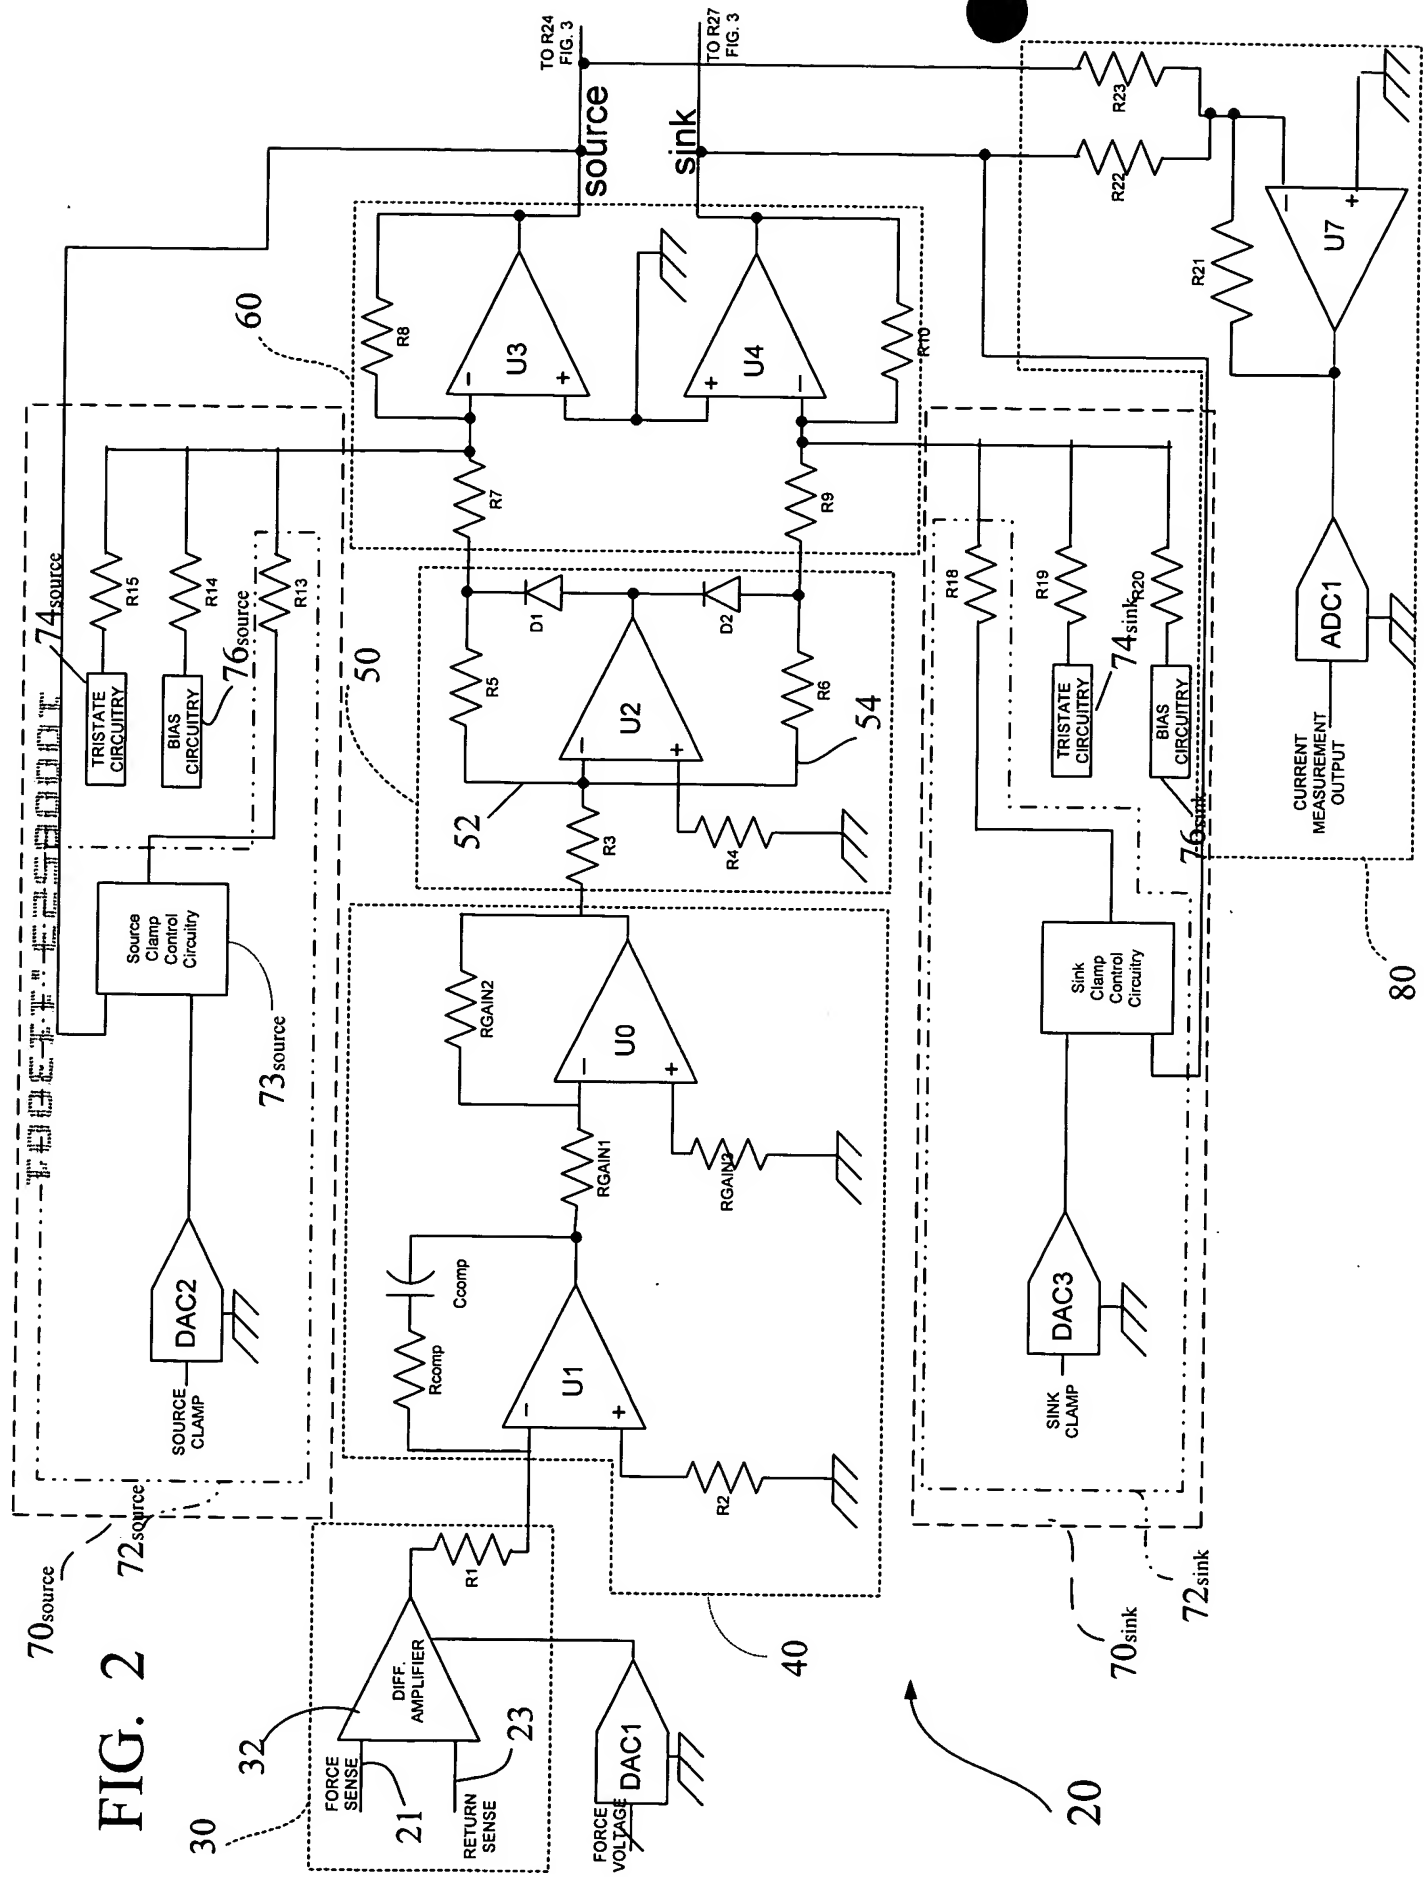 FIG. 2
20
30
32
FORCE
SENSE
21
RETURN
SENSE
23
DIFF.
AMPLIFIER
R1
FORCE
VOLTAGE
DAC1
40
R2
U1
-
+
Rcomp
Ccomp
RGAIN1
RGAIN2
RGAIN3
U0
-
+
50
52
54
R3
R4
R5
R6
U2
-
+
D1
D2
60
R7
R8
R9
R10
U3
-
+
U4
+
-
source
sink
TO R24
FIG. 3
TO R27
FIG. 3
70source
72source
SOURCE
CLAMP
DAC2
73source
Source
Clamp
Control
Circuitry
74source
TRISTATE
CIRCUITRY
76source
BIAS
CIRCUITRY
R15
R14
R13
70sink
72sink
SINK
CLAMP
DAC3
Sink
Clamp
Control
Circuitry
74sink
TRISTATE
CIRCUITRY
76sink
BIAS
CIRCUITRY
R18
R19
R20
80
CURRENT
MEASUREMENT
OUTPUT
ADC1
U7
-
+
R21
R22
R23